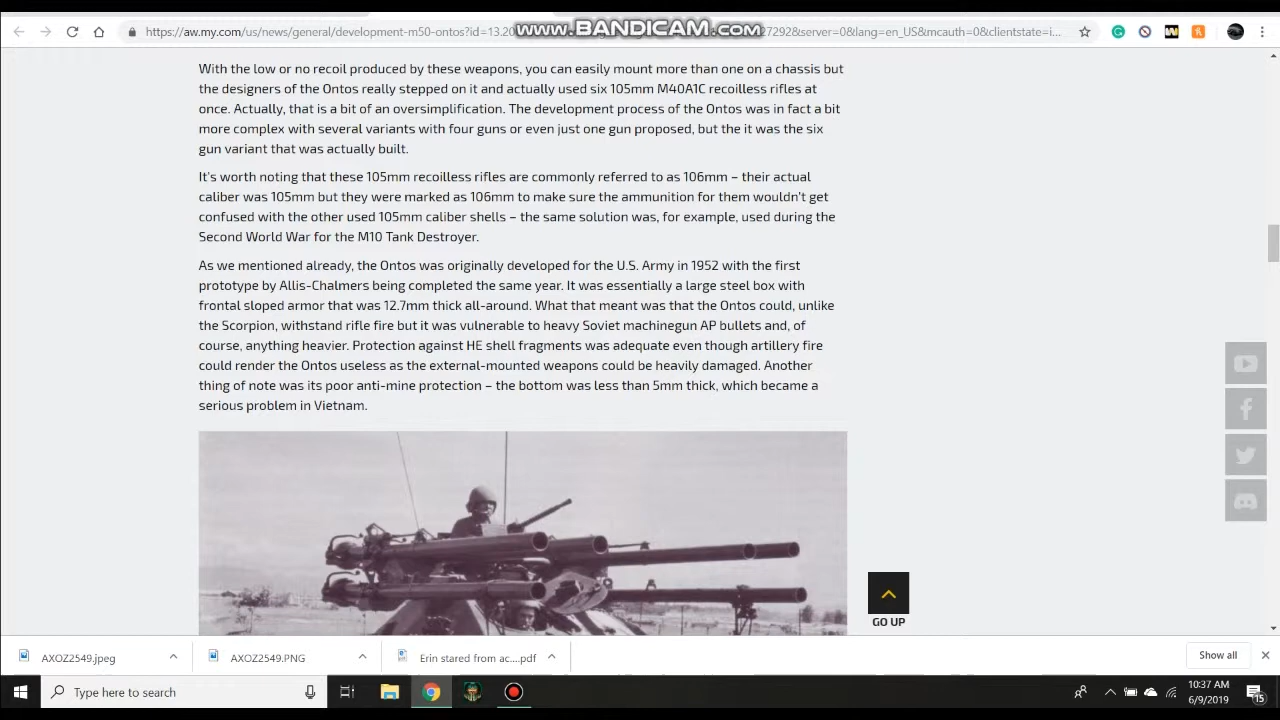 www.BANDICAM.com
https://aw.my.com/us/news/general/development-m50-ontos?id=13.20
27292&server=0&lang=en_US&mcauth=0&clientstate=i...
With the low or no recoil produced by these weapons, you can easily mount more than one on a chassis but
the designers of the Ontos really stepped on it and actually used six 105mm M40A1C recoilless rifles at
once. Actually, that is a bit of an oversimplification. The development process of the Ontos was in fact a bit
more complex with several variants with four guns or even just one gun proposed, but the it was the six
gun variant that was actually built.
It's worth noting that these 105mm recoilless rifles are commonly referred to as 106mm – their actual
caliber was 105mm but they were marked as 106mm to make sure the ammunition for them wouldn't get
confused with the other used 105mm caliber shells – the same solution was, for example, used during the
Second World War for the M10 Tank Destroyer.
As we mentioned already, the Ontos was originally developed for the U.S. Army in 1952 with the first
prototype by Allis-Chalmers being completed the same year. It was essentially a large steel box with
frontal sloped armor that was 12.7mm thick all-around. What that meant was that the Ontos could, unlike
the Scorpion, withstand rifle fire but it was vulnerable to heavy Soviet machinegun AP bullets and, of
course, anything heavier. Protection against HE shell fragments was adequate even though artillery fire
could render the Ontos useless as the external-mounted weapons could be heavily damaged. Another
thing of note was its poor anti-mine protection – the bottom was less than 5mm thick, which became a
serious problem in Vietnam.
GO UP
AXOZ2549.jpeg
AXOZ2549.PNG
Erin stared from ac....pdf
Show all
Type here to search
10:37 AM
6/9/2019
15